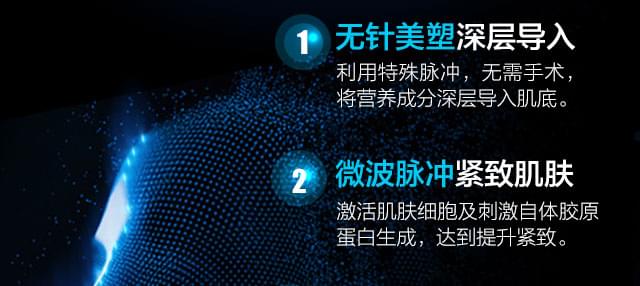 1 无针美塑深层导入
利用特殊脉冲，无需手术，
将营养成分深层导入肌底。
2 微波脉冲紧致肌肤
激活肌肤细胞及刺激自体胶原
蛋白生成，达到提升紧致。